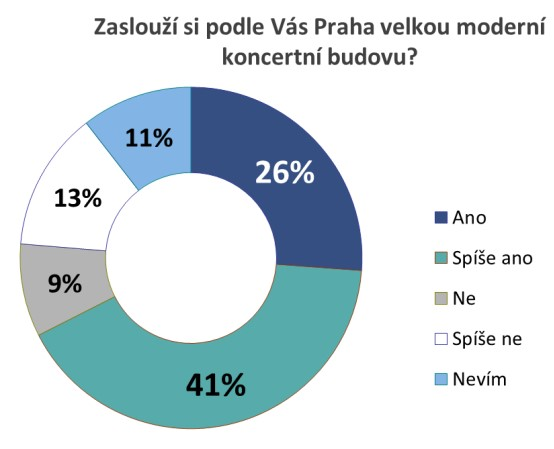 Zaslouží si podle Vás Praha velkou moderní
koncertní budovu?
11%
26%
13%
9%
41%
Ano
Spíše ano
Ne
Spíše ne
Nevím